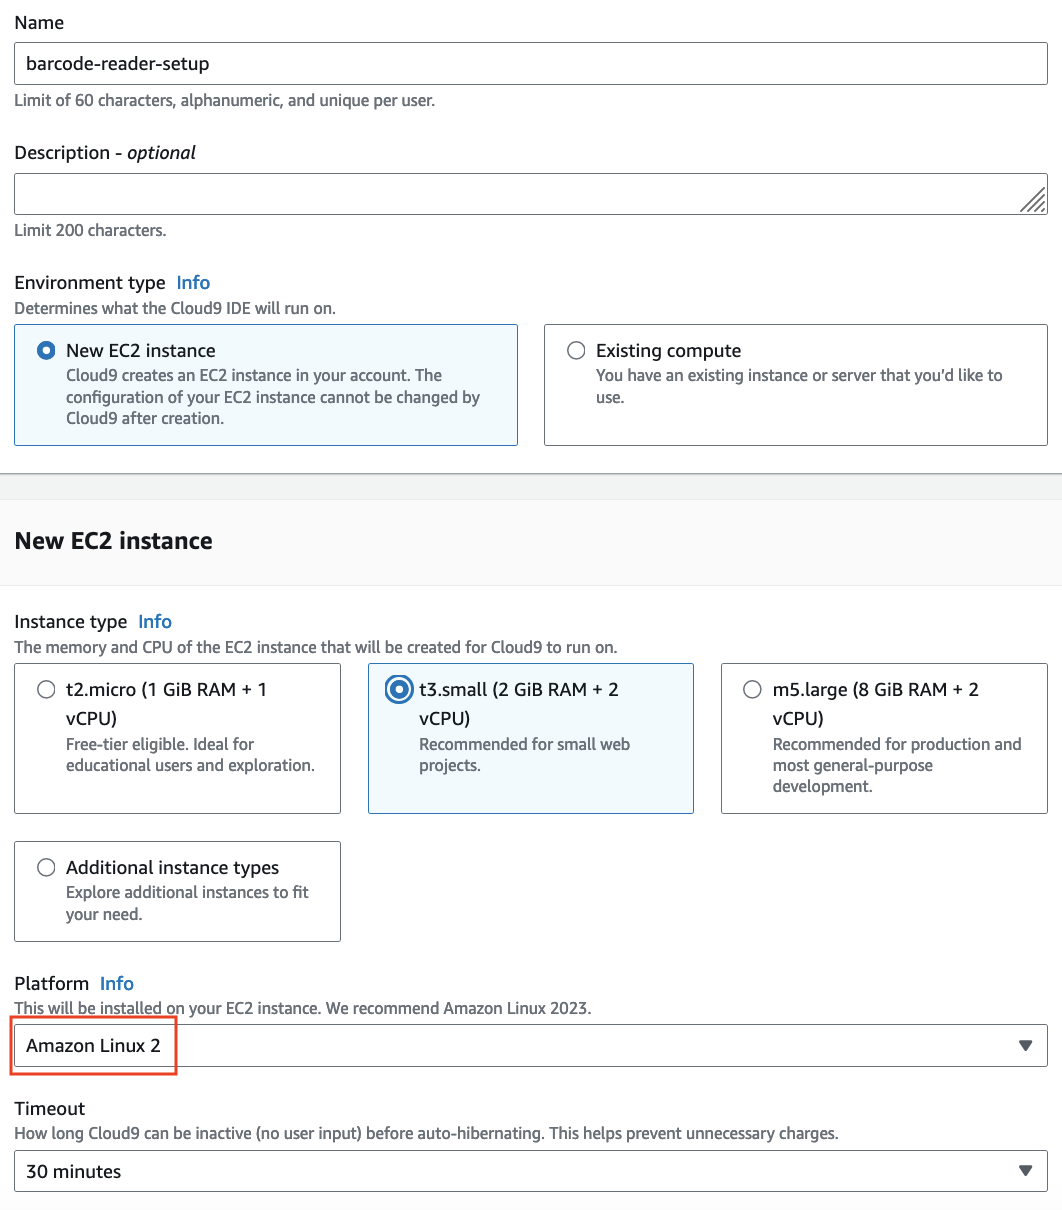 Name
barcode-reader-setup
Limit of 60 characters, alphanumeric, and unique per user.
Description - optional
Limit 200 characters.
Environment type Info
Determines what the Cloud9 IDE will run on.
New EC2 instance
Cloud9 creates an EC2 instance in your account. The
configuration of your EC2 instance cannot be changed by
Cloud9 after creation.
Existing compute
You have an existing instance or server that you'd like to
use.
New EC2 instance
Instance type Info
The memory and CPU of the EC2 instance that will be created for Cloud9 to run on.
t2.micro (1 GiB RAM + 1
vCPU)
Free-tier eligible. Ideal for
educational users and exploration.
t3.small (2 GiB RAM + 2
vCPU)
Recommended for small web
projects.
m5.large (8 GiB RAM + 2
vCPU)
Recommended for production and
most general-purpose
development.
Additional instance types
Explore additional instances to fit
your need.
Platform Info
This will be installed on your EC2 instance. We recommend Amazon Linux 2023.
Amazon Linux 2
Timeout
How long Cloud9 can be inactive (no user input) before auto-hibernating. This helps prevent unnecessary charges.
30 minutes